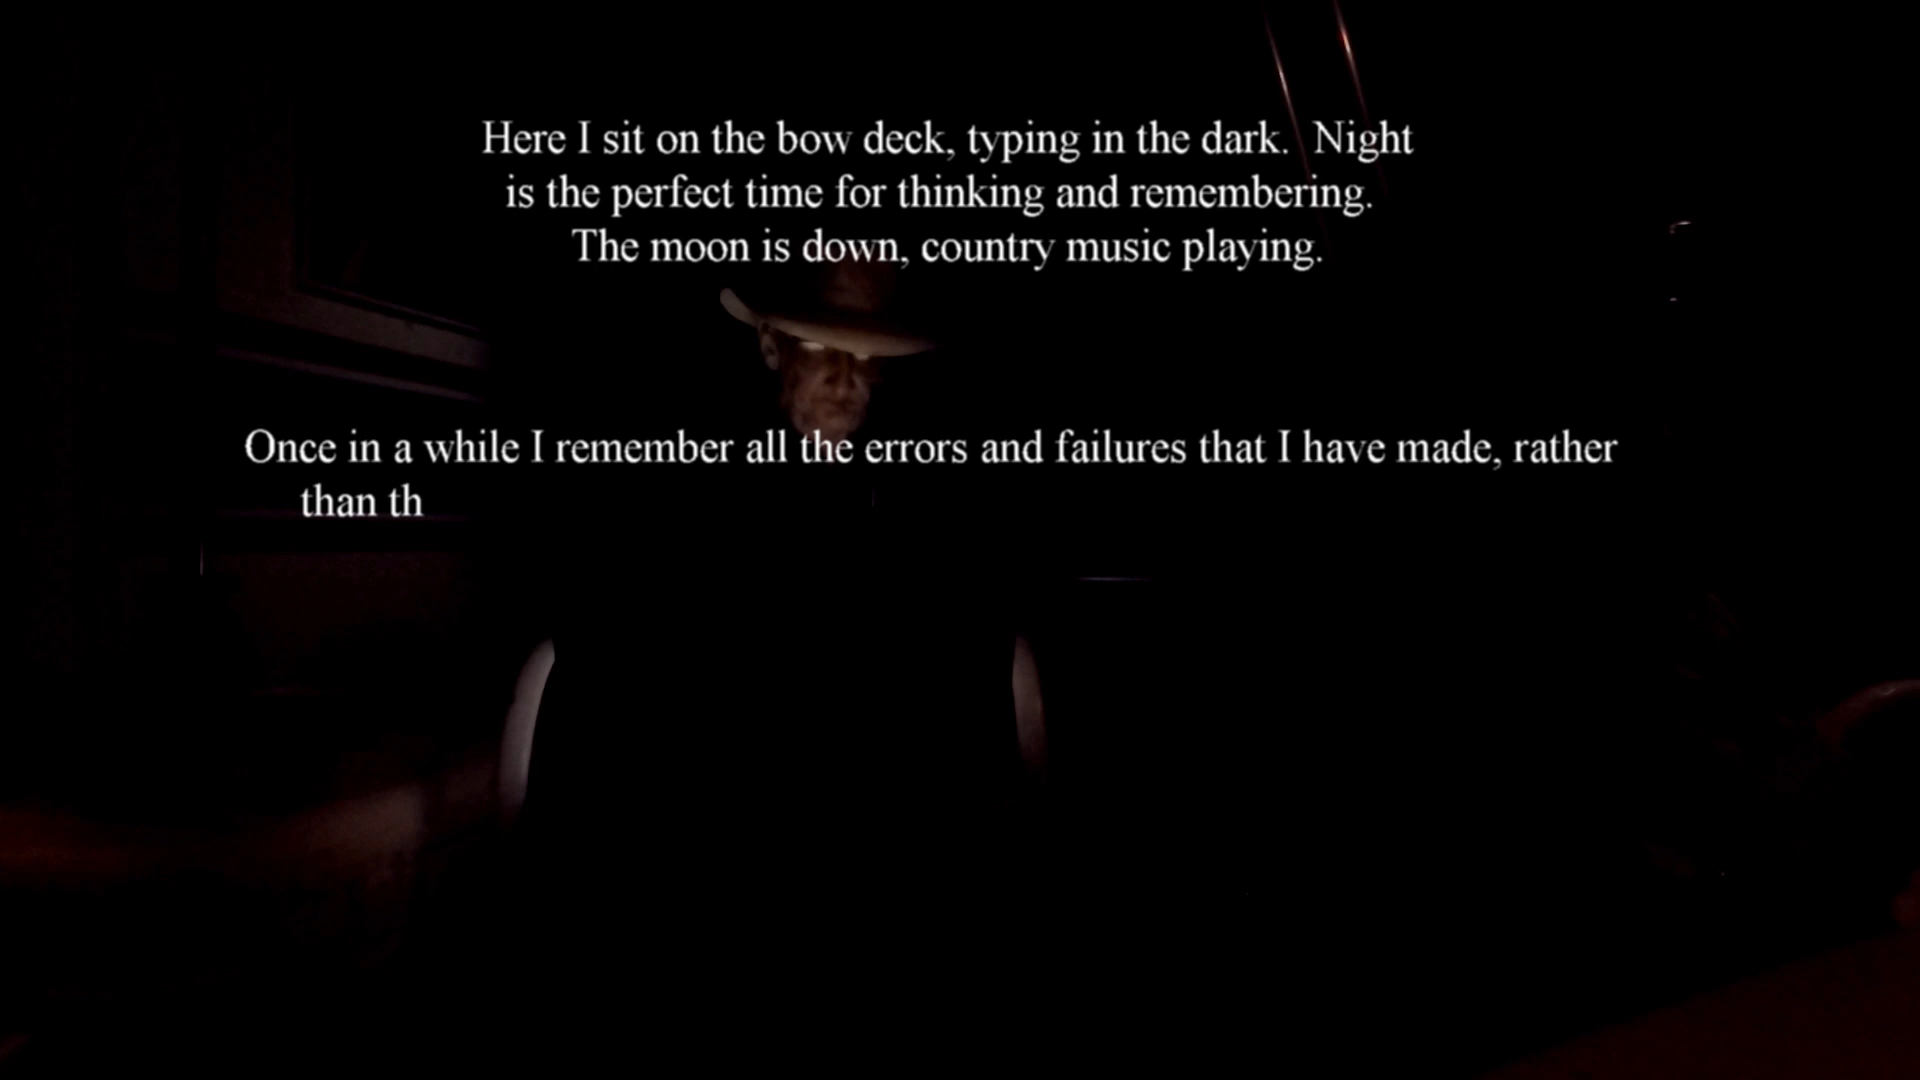 Here I sit on the bow deck, typing in the dark.  Night
is the perfect time for thinking and remembering.
The moon is down, country music playing.
Once in a while I remember all the errors and failures that I have made, rather
than th